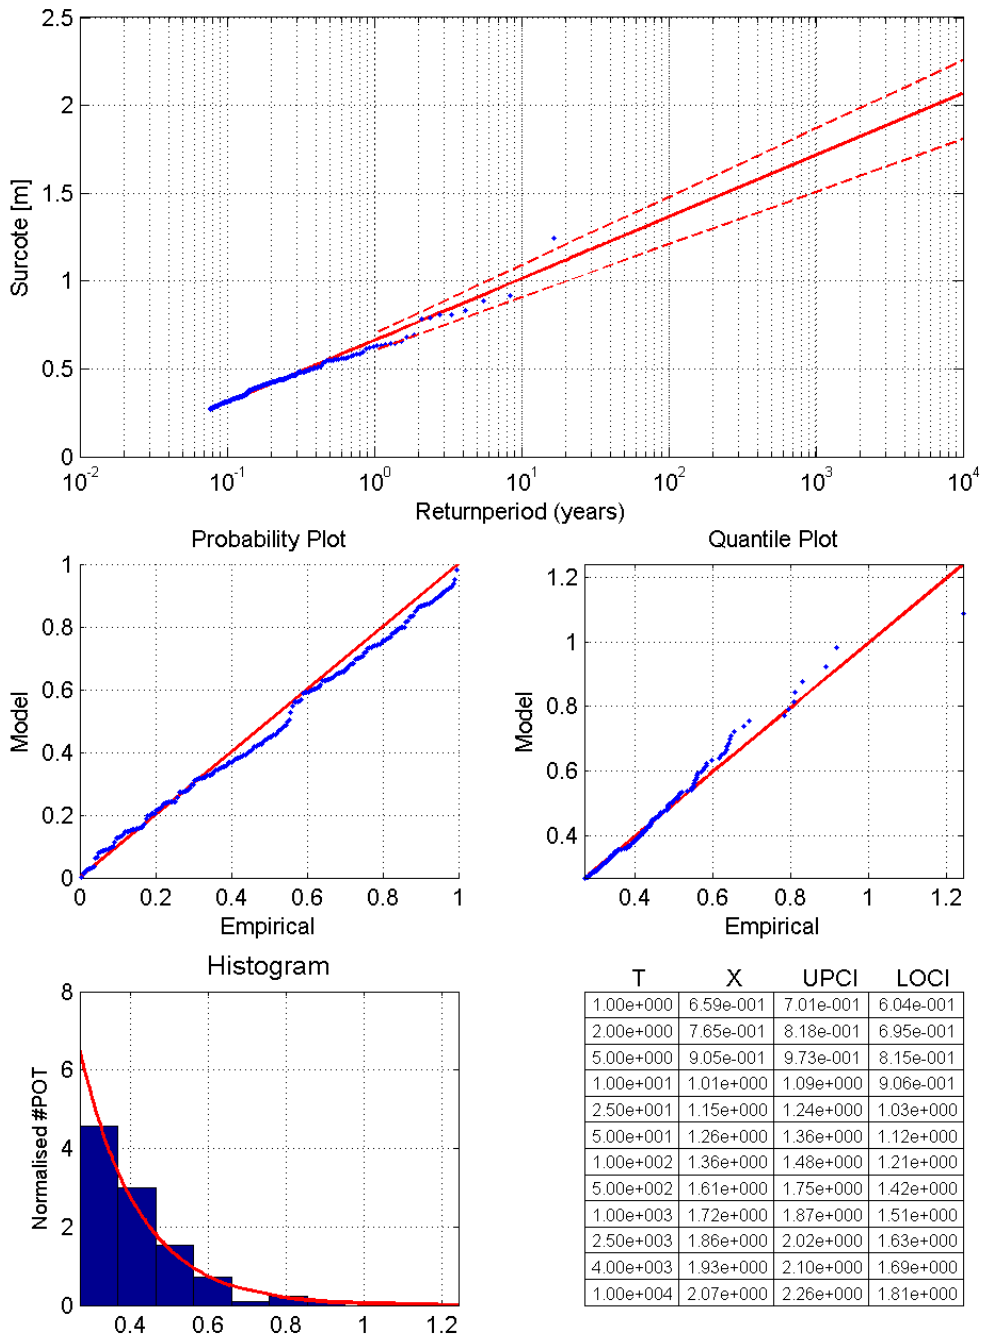 2.5
2
1.5
1
0.5
0
Surcote [m]
10^-2 10^-1 10^0 10^1 10^2 10^3 10^4
Returnperiod (years)
Probability Plot
1
0.8
0.6
0.4
0.2
0
Model
0 0.2 0.4 0.6 0.8 1
Empirical
Quantile Plot
1.2
1
0.8
0.6
0.4
Model
0.4 0.6 0.8 1 1.2
Empirical
Histogram
8
6
4
2
0
Normalised #POT
0.4 0.6 0.8 1 1.2
T X UPCI LOCI
1.00e+000 6.59e-001 7.01e-001 6.04e-001
2.00e+000 7.65e-001 8.18e-001 6.95e-001
5.00e+000 9.05e-001 9.73e-001 8.15e-001
1.00e+001 1.01e+000 1.09e+000 9.06e-001
2.50e+001 1.15e+000 1.24e+000 1.03e+000
5.00e+001 1.26e+000 1.36e+000 1.12e+000
1.00e+002 1.36e+000 1.48e+000 1.21e+000
5.00e+002 1.61e+000 1.75e+000 1.42e+000
1.00e+003 1.72e+000 1.87e+000 1.51e+000
2.50e+003 1.86e+000 2.02e+000 1.63e+000
4.00e+003 1.93e+000 2.10e+000 1.69e+000
1.00e+004 2.07e+000 2.26e+000 1.81e+000